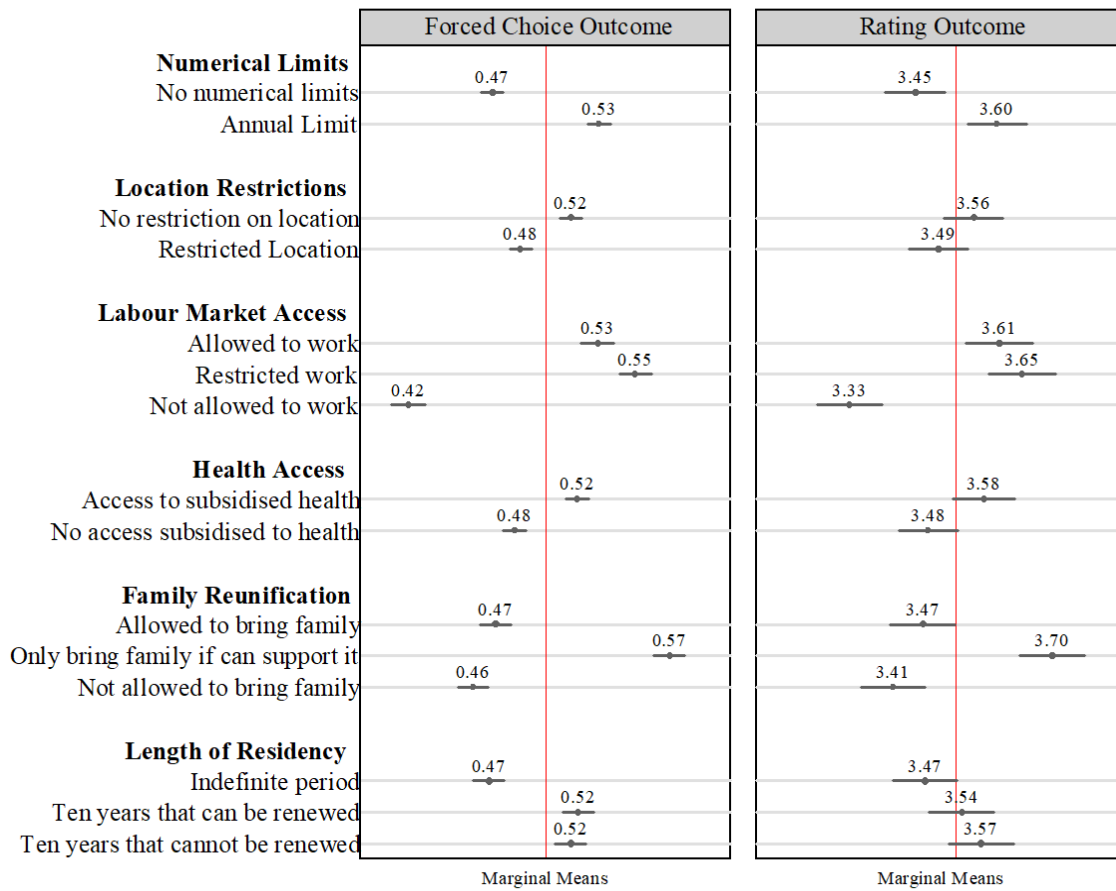 Forced Choice Outcome Rating Outcome
Numerical Limits
No numerical limits 0.47 3.45
Annual Limit 0.53 3.60
Location Restrictions
No restriction on location 0.52 3.56
Restricted Location 0.48 3.49
Labour Market Access
Allowed to work 0.53 3.61
Restricted work 0.55 3.65
Not allowed to work 0.42 3.33
Health Access
Access to subsidised health 0.52 3.58
No access subsidised to health 0.48 3.48
Family Reunification
Allowed to bring family 0.47 3.47
Only bring family if can support it 0.57 3.70
Not allowed to bring family 0.46 3.41
Length of Residency
Indefinite period 0.47 3.47
Ten years that can be renewed 0.52 3.54
Ten years that cannot be renewed 0.52 3.57
Marginal Means Marginal Means